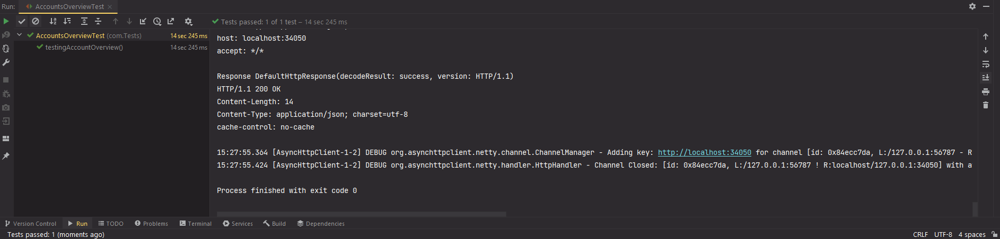 Run: AccountsOverviewTest
Tests passed: 1 of 1 test – 14 sec 245 ms
AccountsOverviewTest (com.Tests) 14 sec 245 ms
testingAccountOverview() 14 sec 245 ms
host: localhost:34050
accept: */*
Response DefaultHttpResponse(decodeResult: success, version: HTTP/1.1)
HTTP/1.1 200 OK
Content-Length: 14
Content-Type: application/json; charset=utf-8
cache-control: no-cache
15:27:55.364 [AsyncHttpClient-1-2] DEBUG org.asynchttpclient.netty.channel.ChannelManager - Adding key: http://localhost:34050 for channel [id: 0x84ecc7da, L:/127.0.0.1:56787 - R
15:27:55.424 [AsyncHttpClient-1-2] DEBUG org.asynchttpclient.netty.handler.HttpHandler - Channel Closed: [id: 0x84ecc7da, L:/127.0.0.1:56787 ! R:localhost/127.0.0.1:34050] with a
Process finished with exit code 0
Version Control Run TODO Problems Terminal Services Build Dependencies
Tests passed: 1 (moments ago) CRLF UTF-8 4 spaces